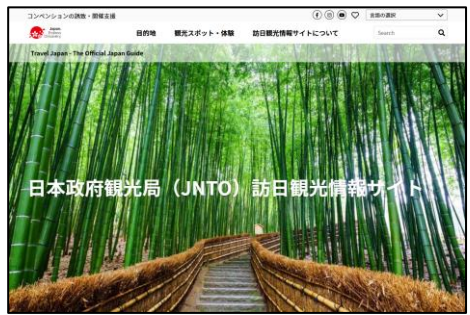 コンベンションの誘致・開催支援
言語の選択
Japan.
Endless
Discovery.
目的地 観光スポット・体験 訪日観光情報サイトについて
Search
Travel Japan - The Official Japan Guide
日本政府観光局（JNTO）訪日観光情報サイト